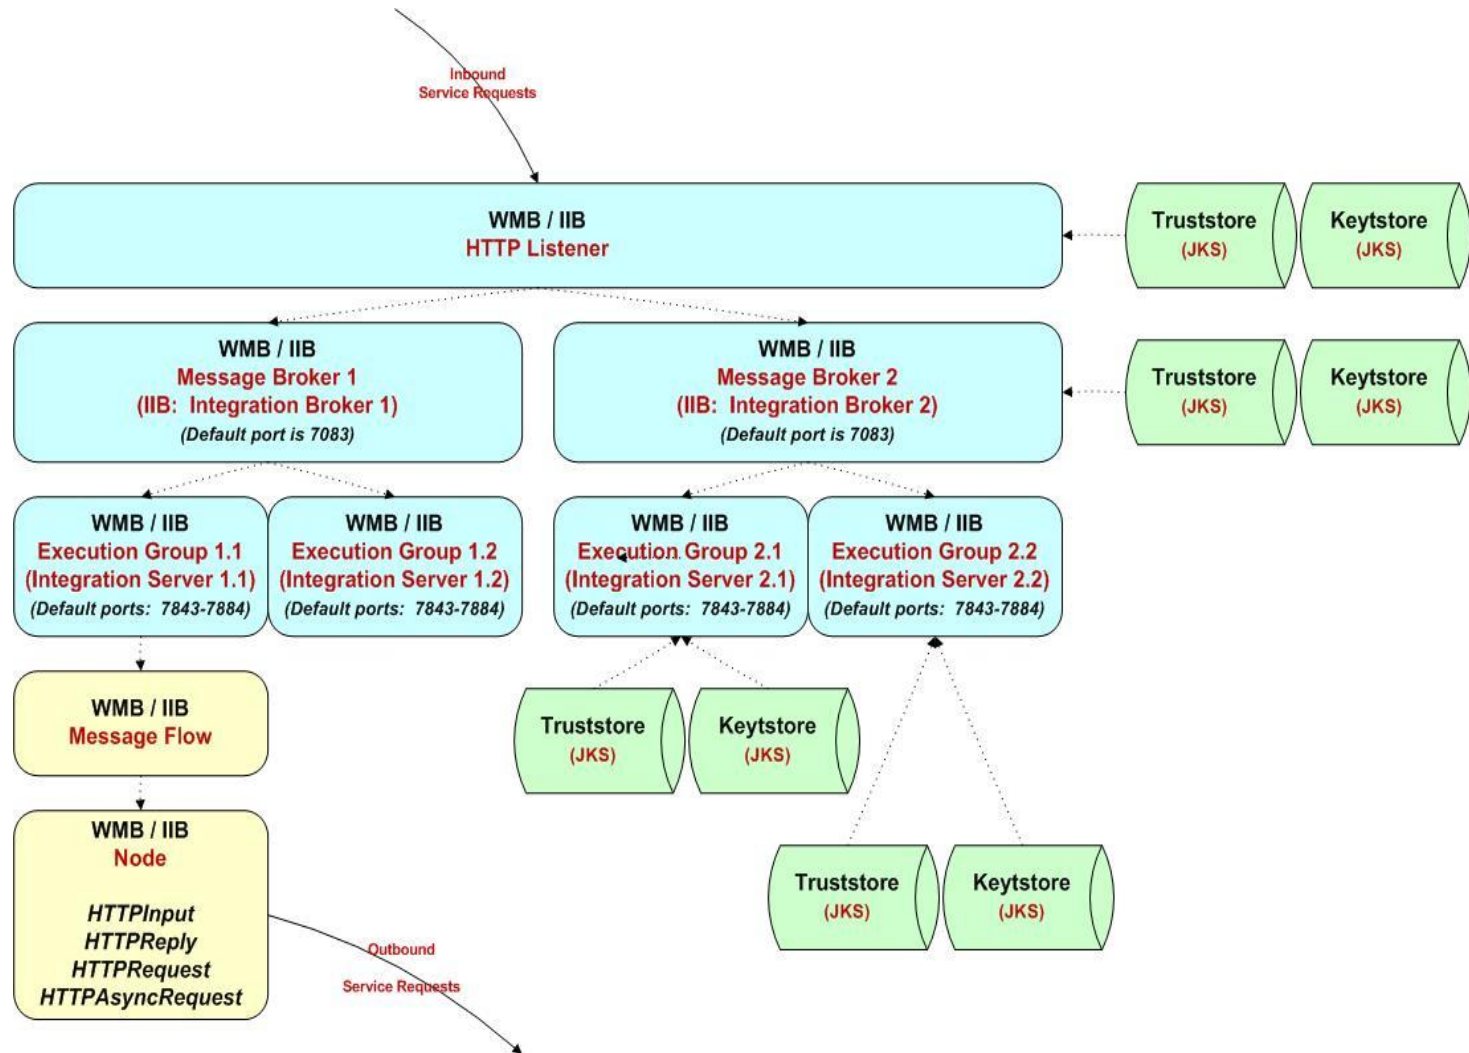 Inbound
Service Requests
WMB / IIB
HTTP Listener
Truststore
(JKS)
Keytstore
(JKS)
WMB / IIB
Message Broker 1
(IIB:  Integration Broker 1)
(Default port is 7083)
WMB / IIB
Message Broker 2
(IIB:  Integration Broker 2)
(Default port is 7083)
Truststore
(JKS)
Keytstore
(JKS)
WMB / IIB
Execution Group 1.1
(Integration Server 1.1)
(Default ports:  7843-7884)
WMB / IIB
Execution Group 1.2
(Integration Server 1.2)
(Default ports:  7843-7884)
WMB / IIB
Execution Group 2.1
(Integration Server 2.1)
(Default ports:  7843-7884)
WMB / IIB
Execution Group 2.2
(Integration Server 2.2)
(Default ports:  7843-7884)
WMB / IIB
Message Flow
Truststore
(JKS)
Keytstore
(JKS)
WMB / IIB
Node
HTTPInput
HTTPReply
HTTPRequest
HTTPAsyncRequest
Truststore
(JKS)
Keytstore
(JKS)
Outbound
Service Requests